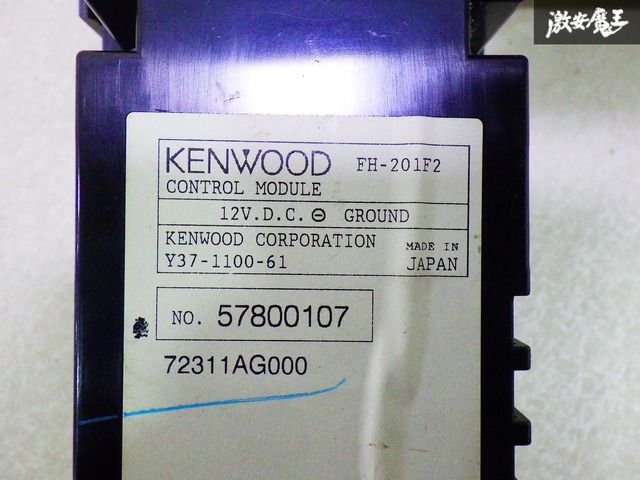 激安魔王
KENWOOD FH-201F2
CONTROL MODULE
12V.D.C. ⊖ GROUND
KENWOOD CORPORATION
Y37-1100-61
MADE IN
JAPAN
NO. 57800107
72311AG000